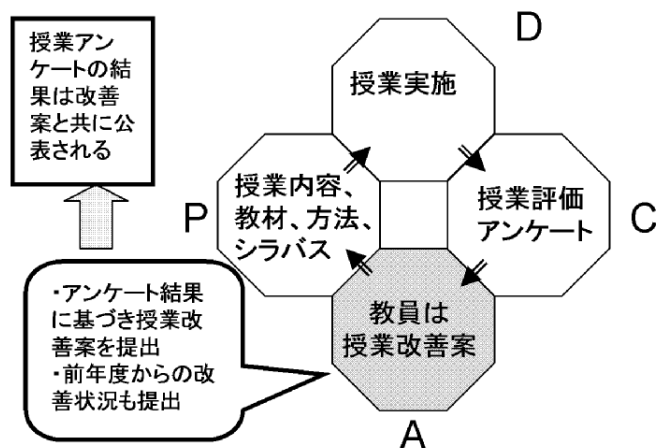 授業アン
ケートの結
果は改善
案と共に公
表される
D
授業実施
P
授業内容、
教材、方法、
シラバス
授業評価
アンケート
C
・アンケート結果
に基づき授業改
善案を提出
・前年度からの改
善状況も提出
教員は
授業改善案
A